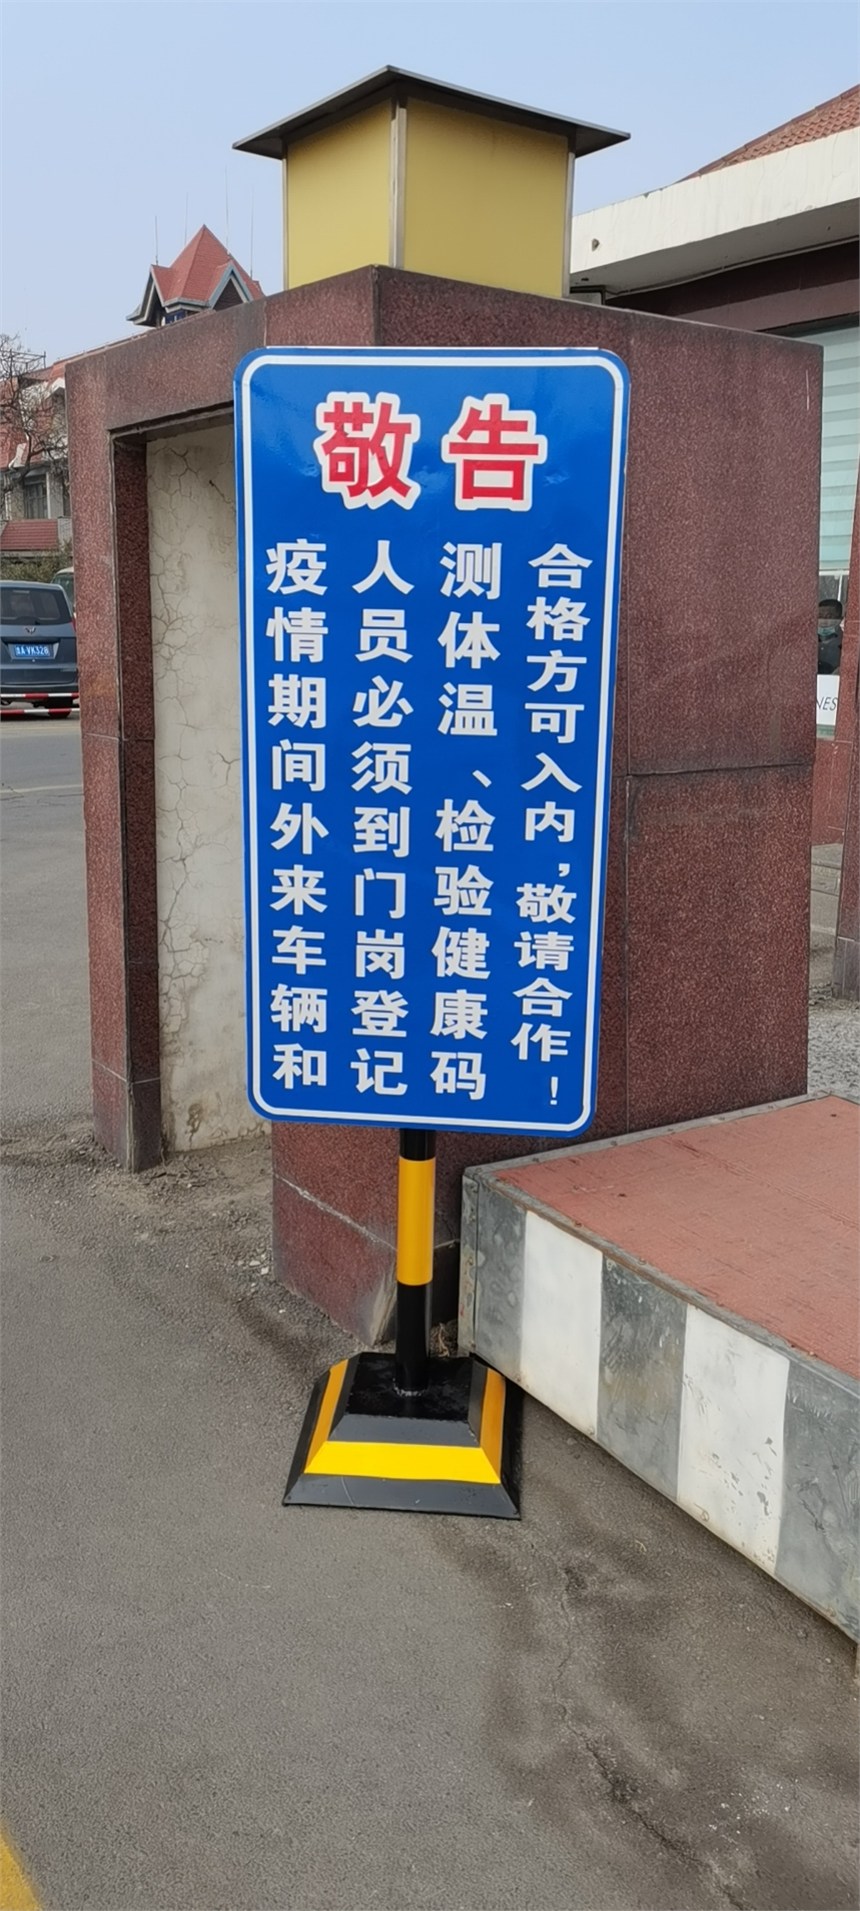 敬告
疫情期间外来车辆和
人员必须到门岗登记
测体温、检验健康码
合格方可入内,敬请合作!
NES